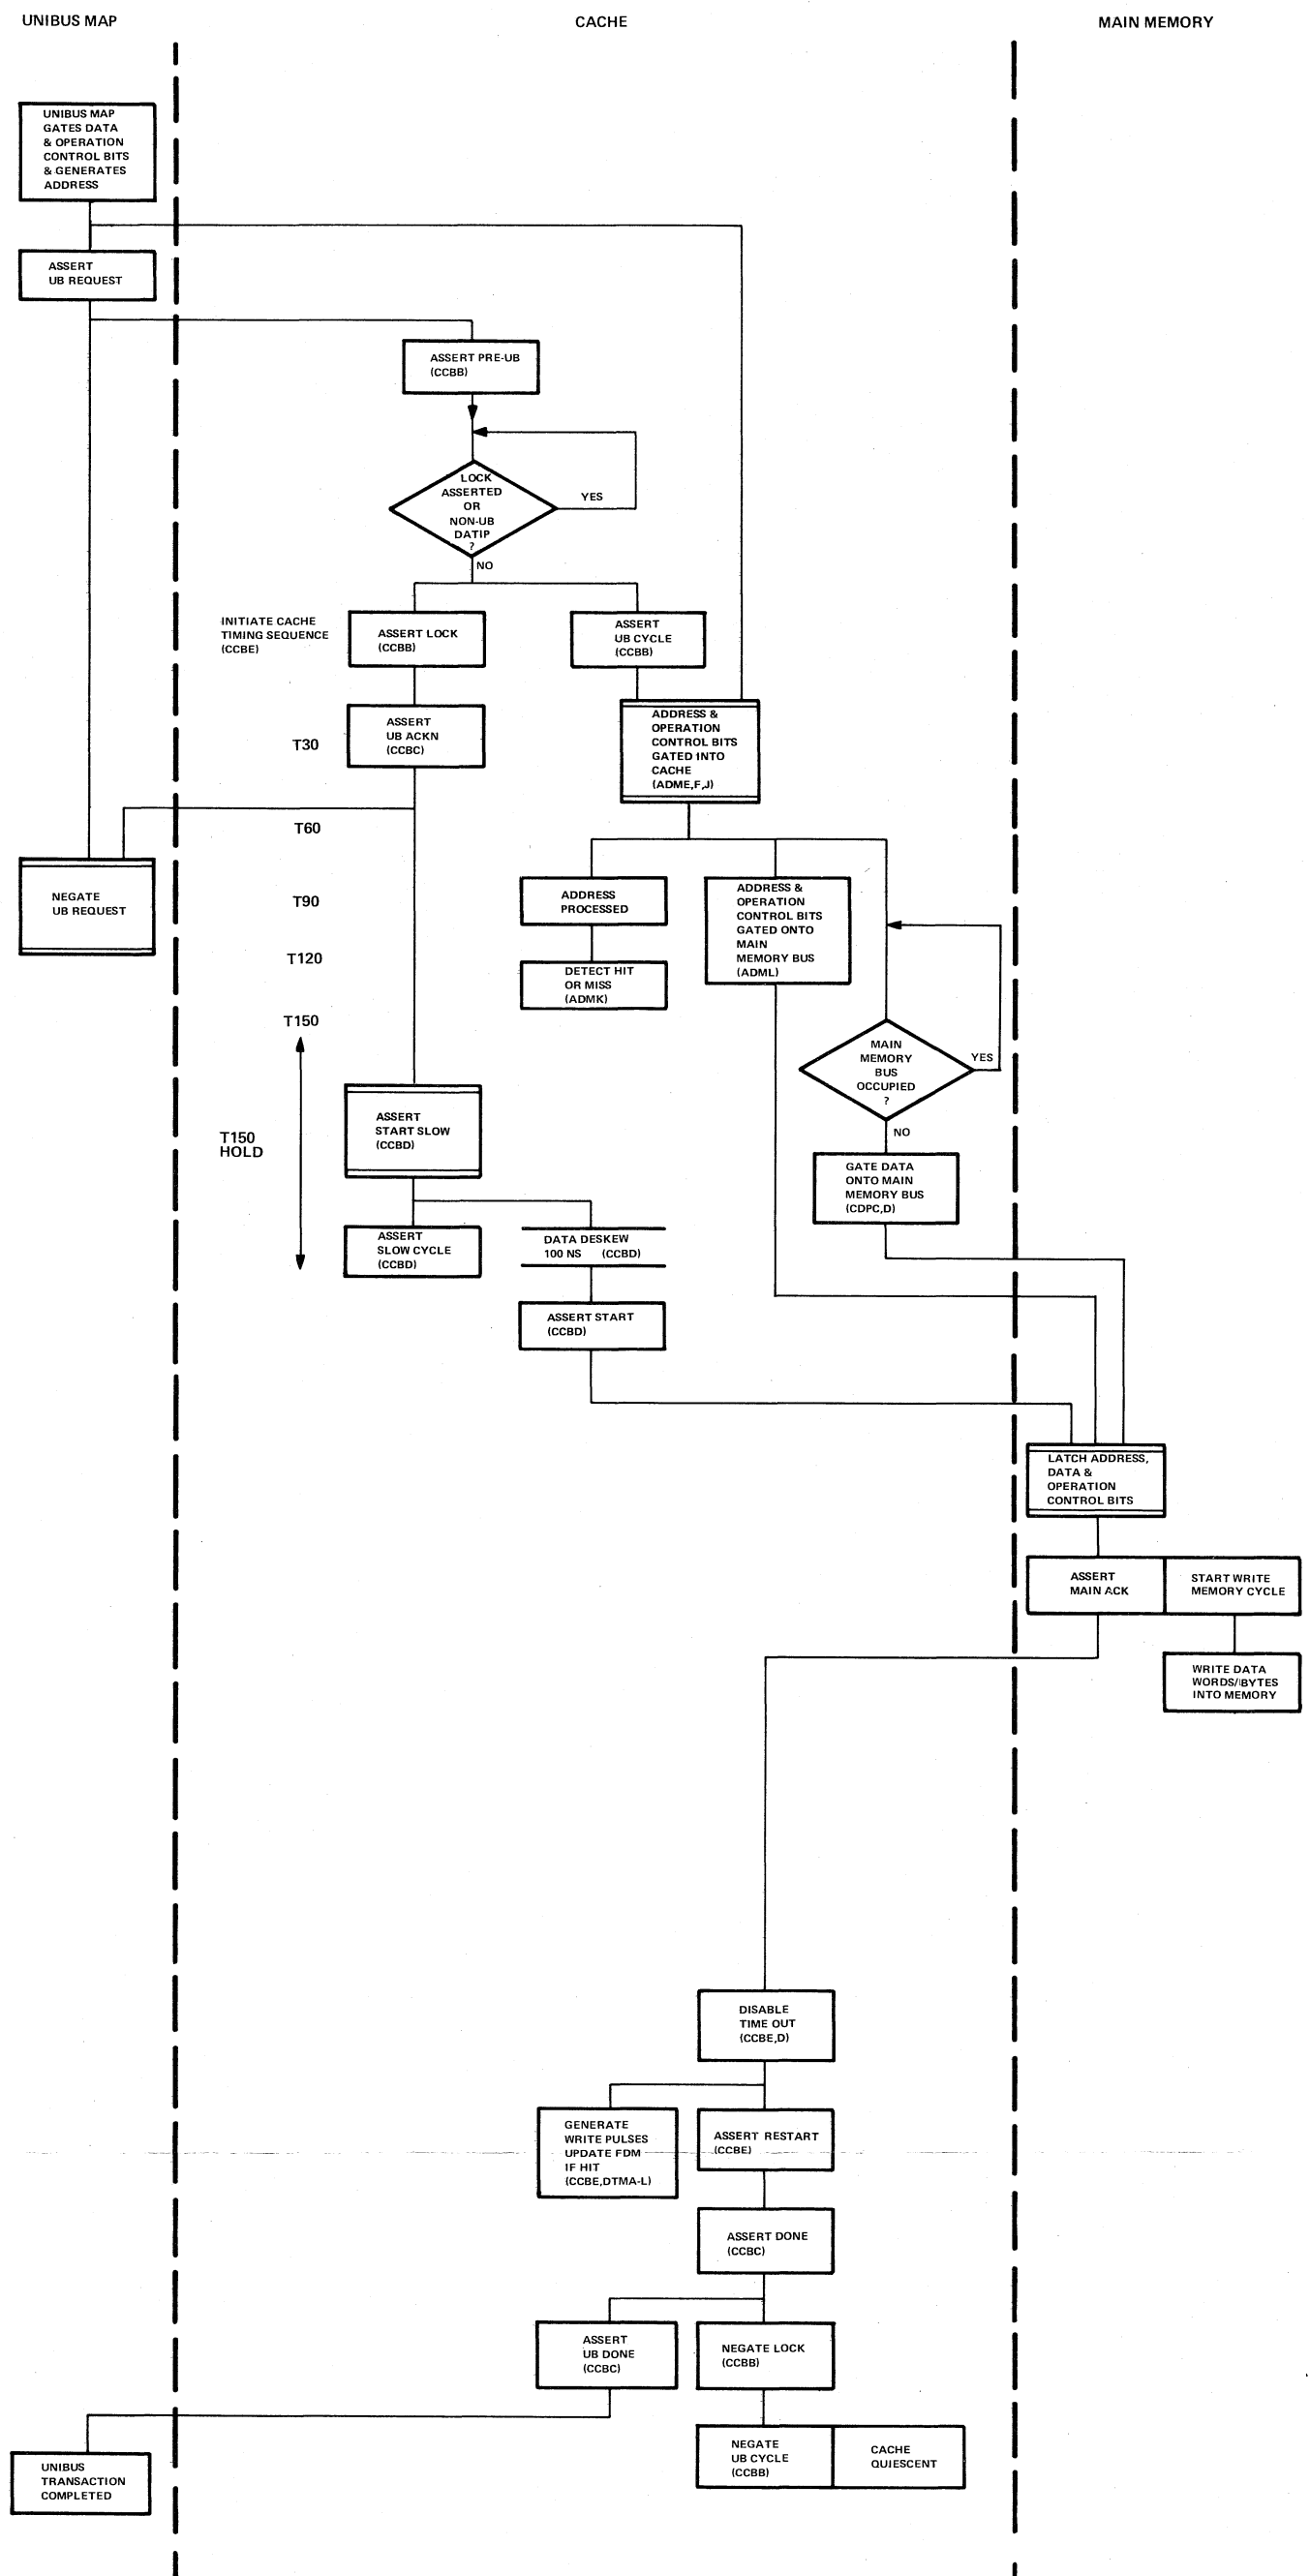 UNIBUS MAP
CACHE
MAIN MEMORY
UNIBUS MAP
GATES DATA
& OPERATION
CONTROL BITS
& GENERATES
ADDRESS
ASSERT
UB REQUEST
ASSERT PRE-UB
(CCBB)
LOCK
ASSERTED
OR
NON-UB
DATIP
?
YES
NO
INITIATE CACHE
TIMING SEQUENCE
(CCBE)
ASSERT LOCK
(CCBB)
ASSERT
UB CYCLE
(CCBB)
T30
ASSERT
UB ACKN
(CCBC)
ADDRESS &
OPERATION
CONTROL BITS
GATED INTO
CACHE
(ADME,F,J)
T60
NEGATE
UB REQUEST
T90
ADDRESS
PROCESSED
ADDRESS &
OPERATION
CONTROL BITS
GATED ONTO
MAIN
MEMORY BUS
(ADML)
T120
DETECT HIT
OR MISS
(ADMK)
T150
MAIN
MEMORY
BUS
OCCUPIED
?
YES
NO
T150
HOLD
ASSERT
START SLOW
(CCBD)
GATE DATA
ONTO MAIN
MEMORY BUS
(CDPC,D)
ASSERT
SLOW CYCLE
(CCBD)
DATA DESKEW
100 NS (CCBD)
ASSERT START
(CCBD)
LATCH ADDRESS,
DATA &
OPERATION
CONTROL BITS
ASSERT
MAIN ACK
START WRITE
MEMORY CYCLE
WRITE DATA
WORDS/BYTES
INTO MEMORY
DISABLE
TIME OUT
(CCBE,D)
GENERATE
WRITE PULSES
UPDATE FDM
IF HIT
(CCBE,DTMA-L)
ASSERT RESTART
(CCBE)
ASSERT DONE
(CCBC)
ASSERT
UB DONE
(CCBC)
NEGATE LOCK
(CCBB)
NEGATE
UB CYCLE
(CCBB)
CACHE
QUIESCENT
UNIBUS
TRANSACTION
COMPLETED